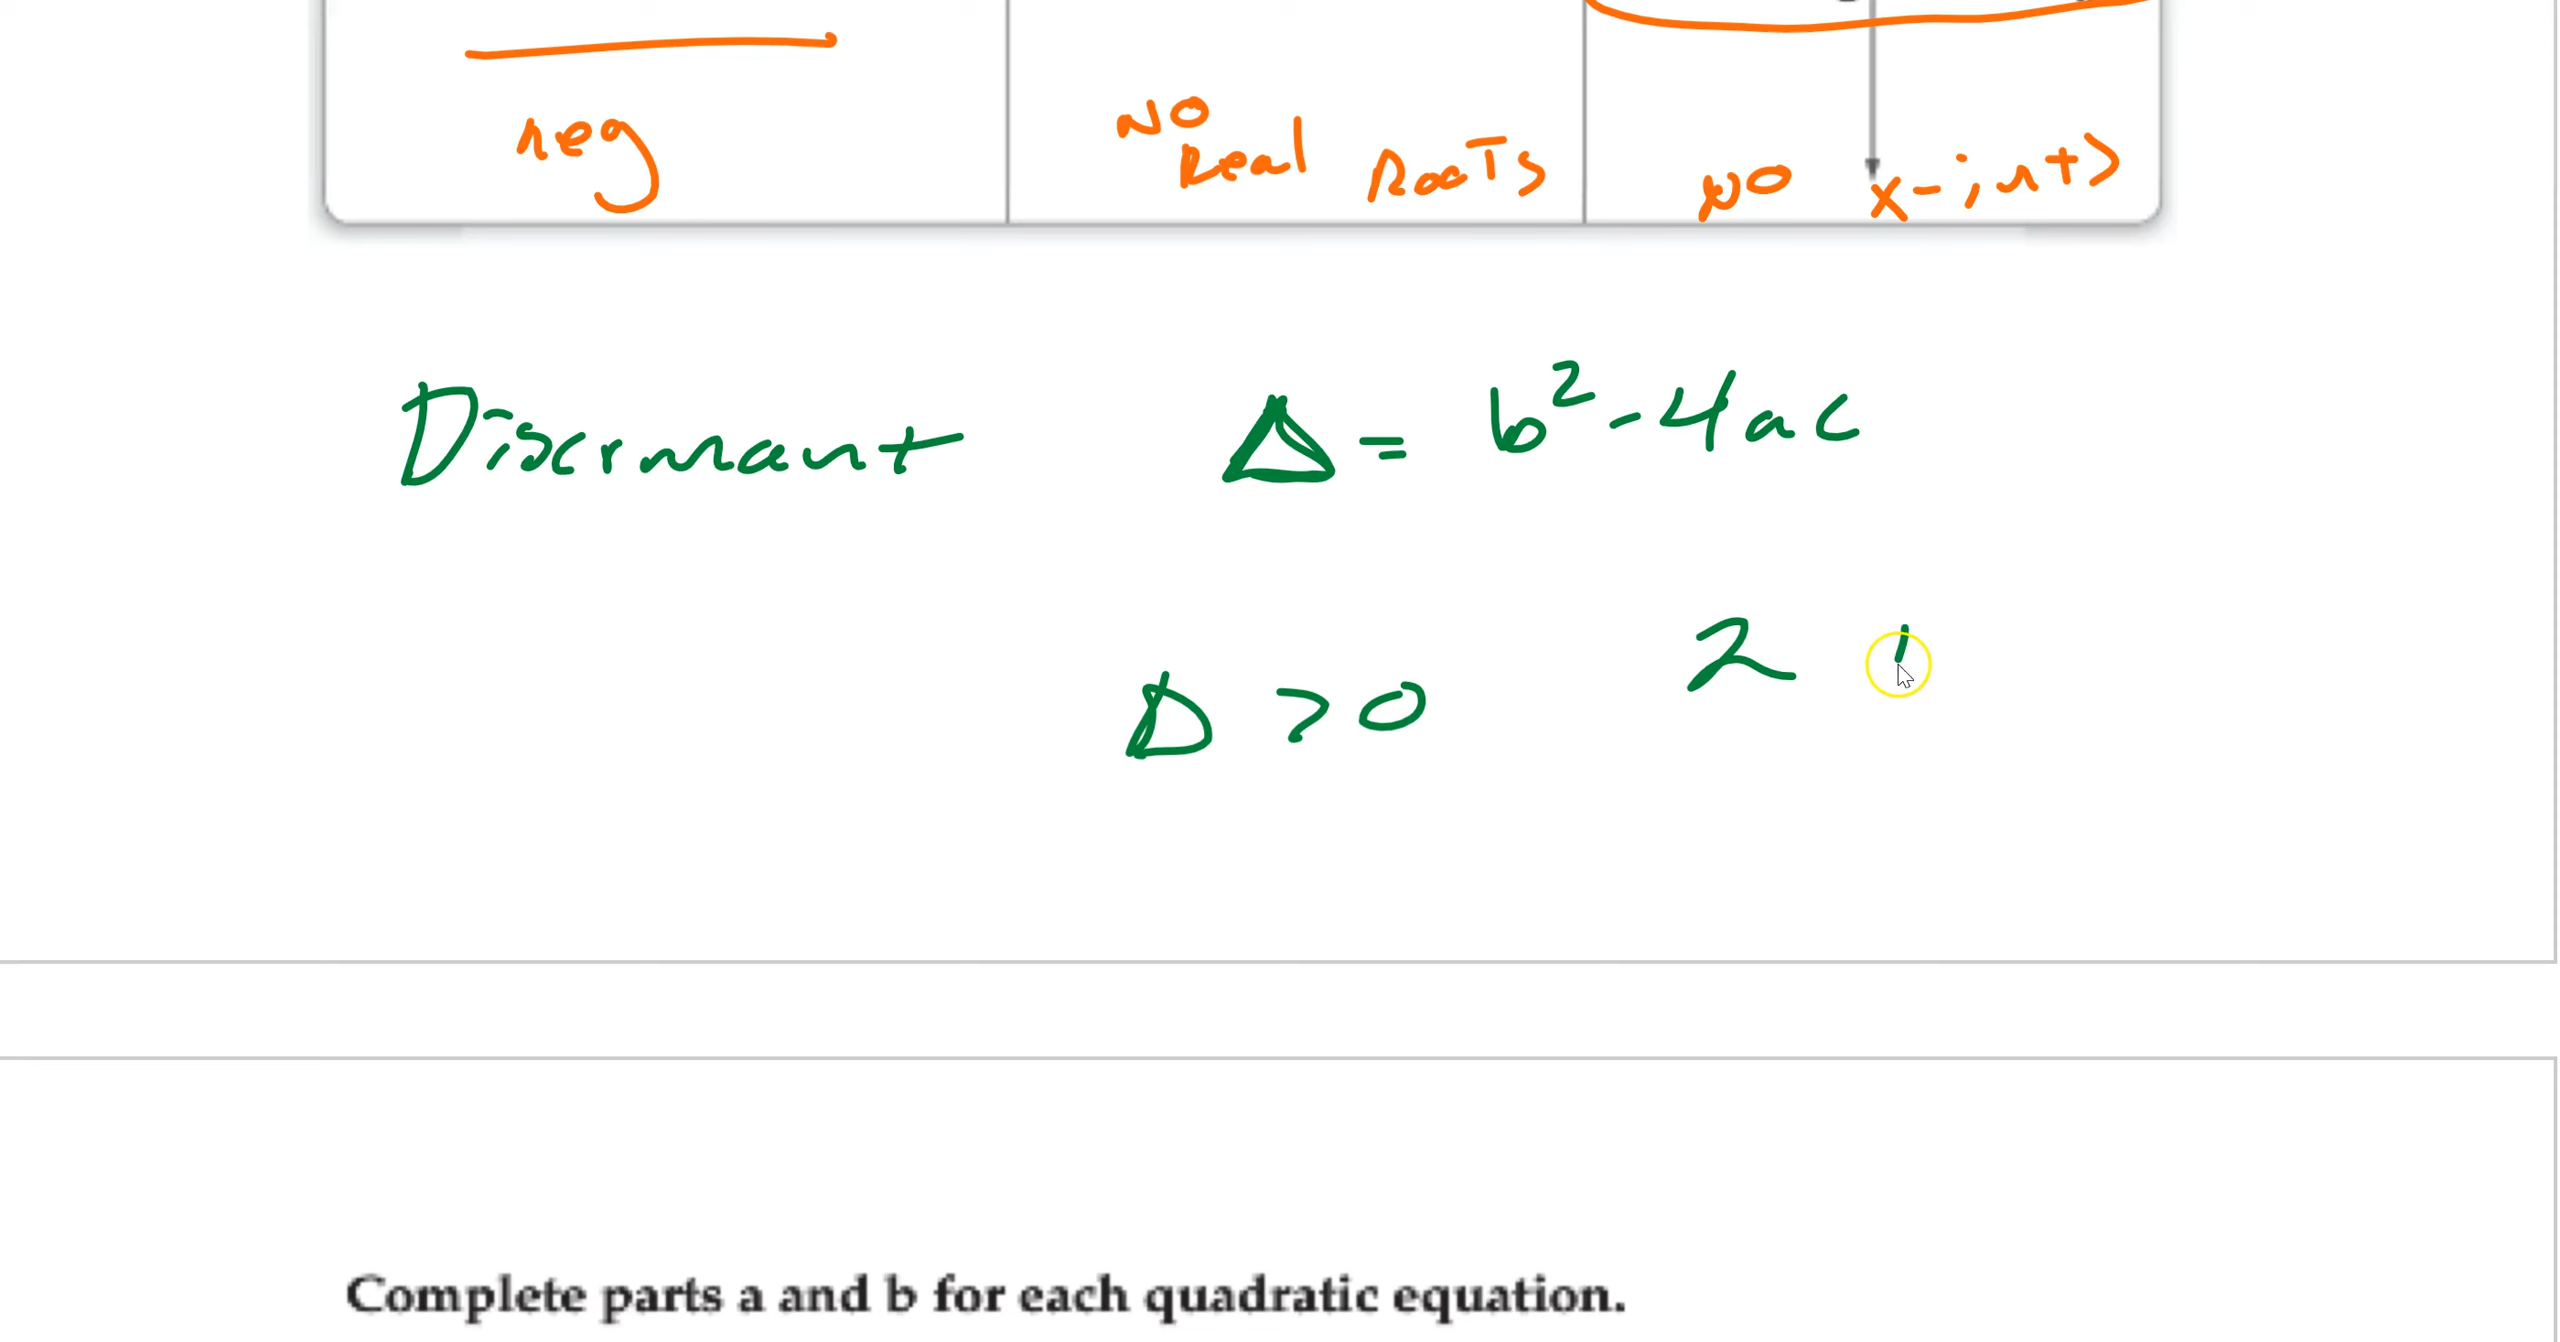 neg
No Real Roots
No x-ints
Discrmant Δ = b²-4ac
Δ >0 2
Complete parts a and b for each quadratic equation.